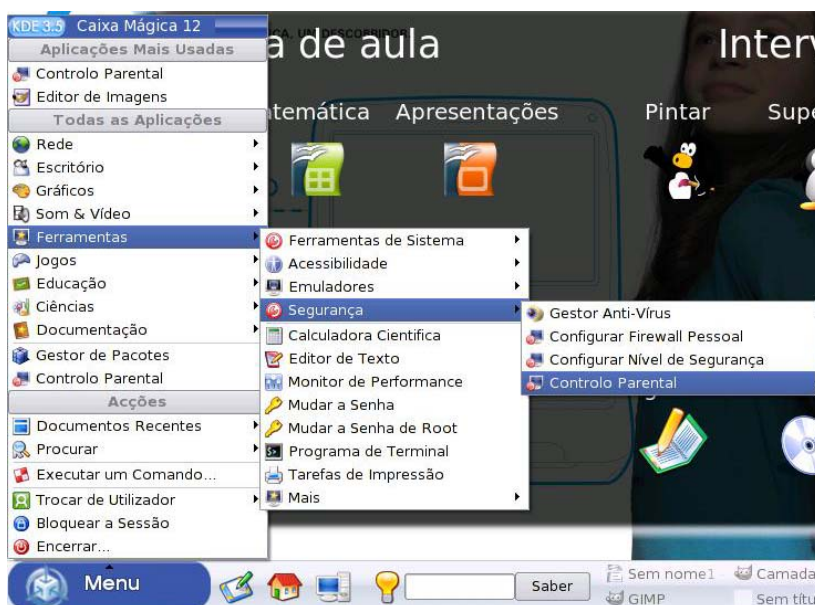 KDE 3.5 Caixa Mágica 12
Aplicações Mais Usadas
Controlo Parental
Editor de Imagens
Todas as Aplicações
Rede
Escritório
Gráficos
Som & Vídeo
Ferramentas
Jogos
Educação
Ciências
Documentação
Gestor de Pacotes
Controlo Parental
Acções
Documentos Recentes
Procurar
Executar um Comando...
Trocar de Utilizador
Bloquear a Sessão
Encerrar...
Ferramentas de Sistema
Acessibilidade
Emuladores
Segurança
Calculadora Cientifica
Editor de Texto
Monitor de Performance
Mudar a Senha
Mudar a Senha de Root
Programa de Terminal
Tarefas de Impressão
Mais
Gestor Anti-Vírus
Configurar Firewall Pessoal
Configurar Nível de Segurança
Controlo Parental
UM DESCOBRIDOR.
a de aula
Interv
temática Apresentações Pintar Supe
Menu Saber
Sem nome1 Camada
GIMP Sem títu